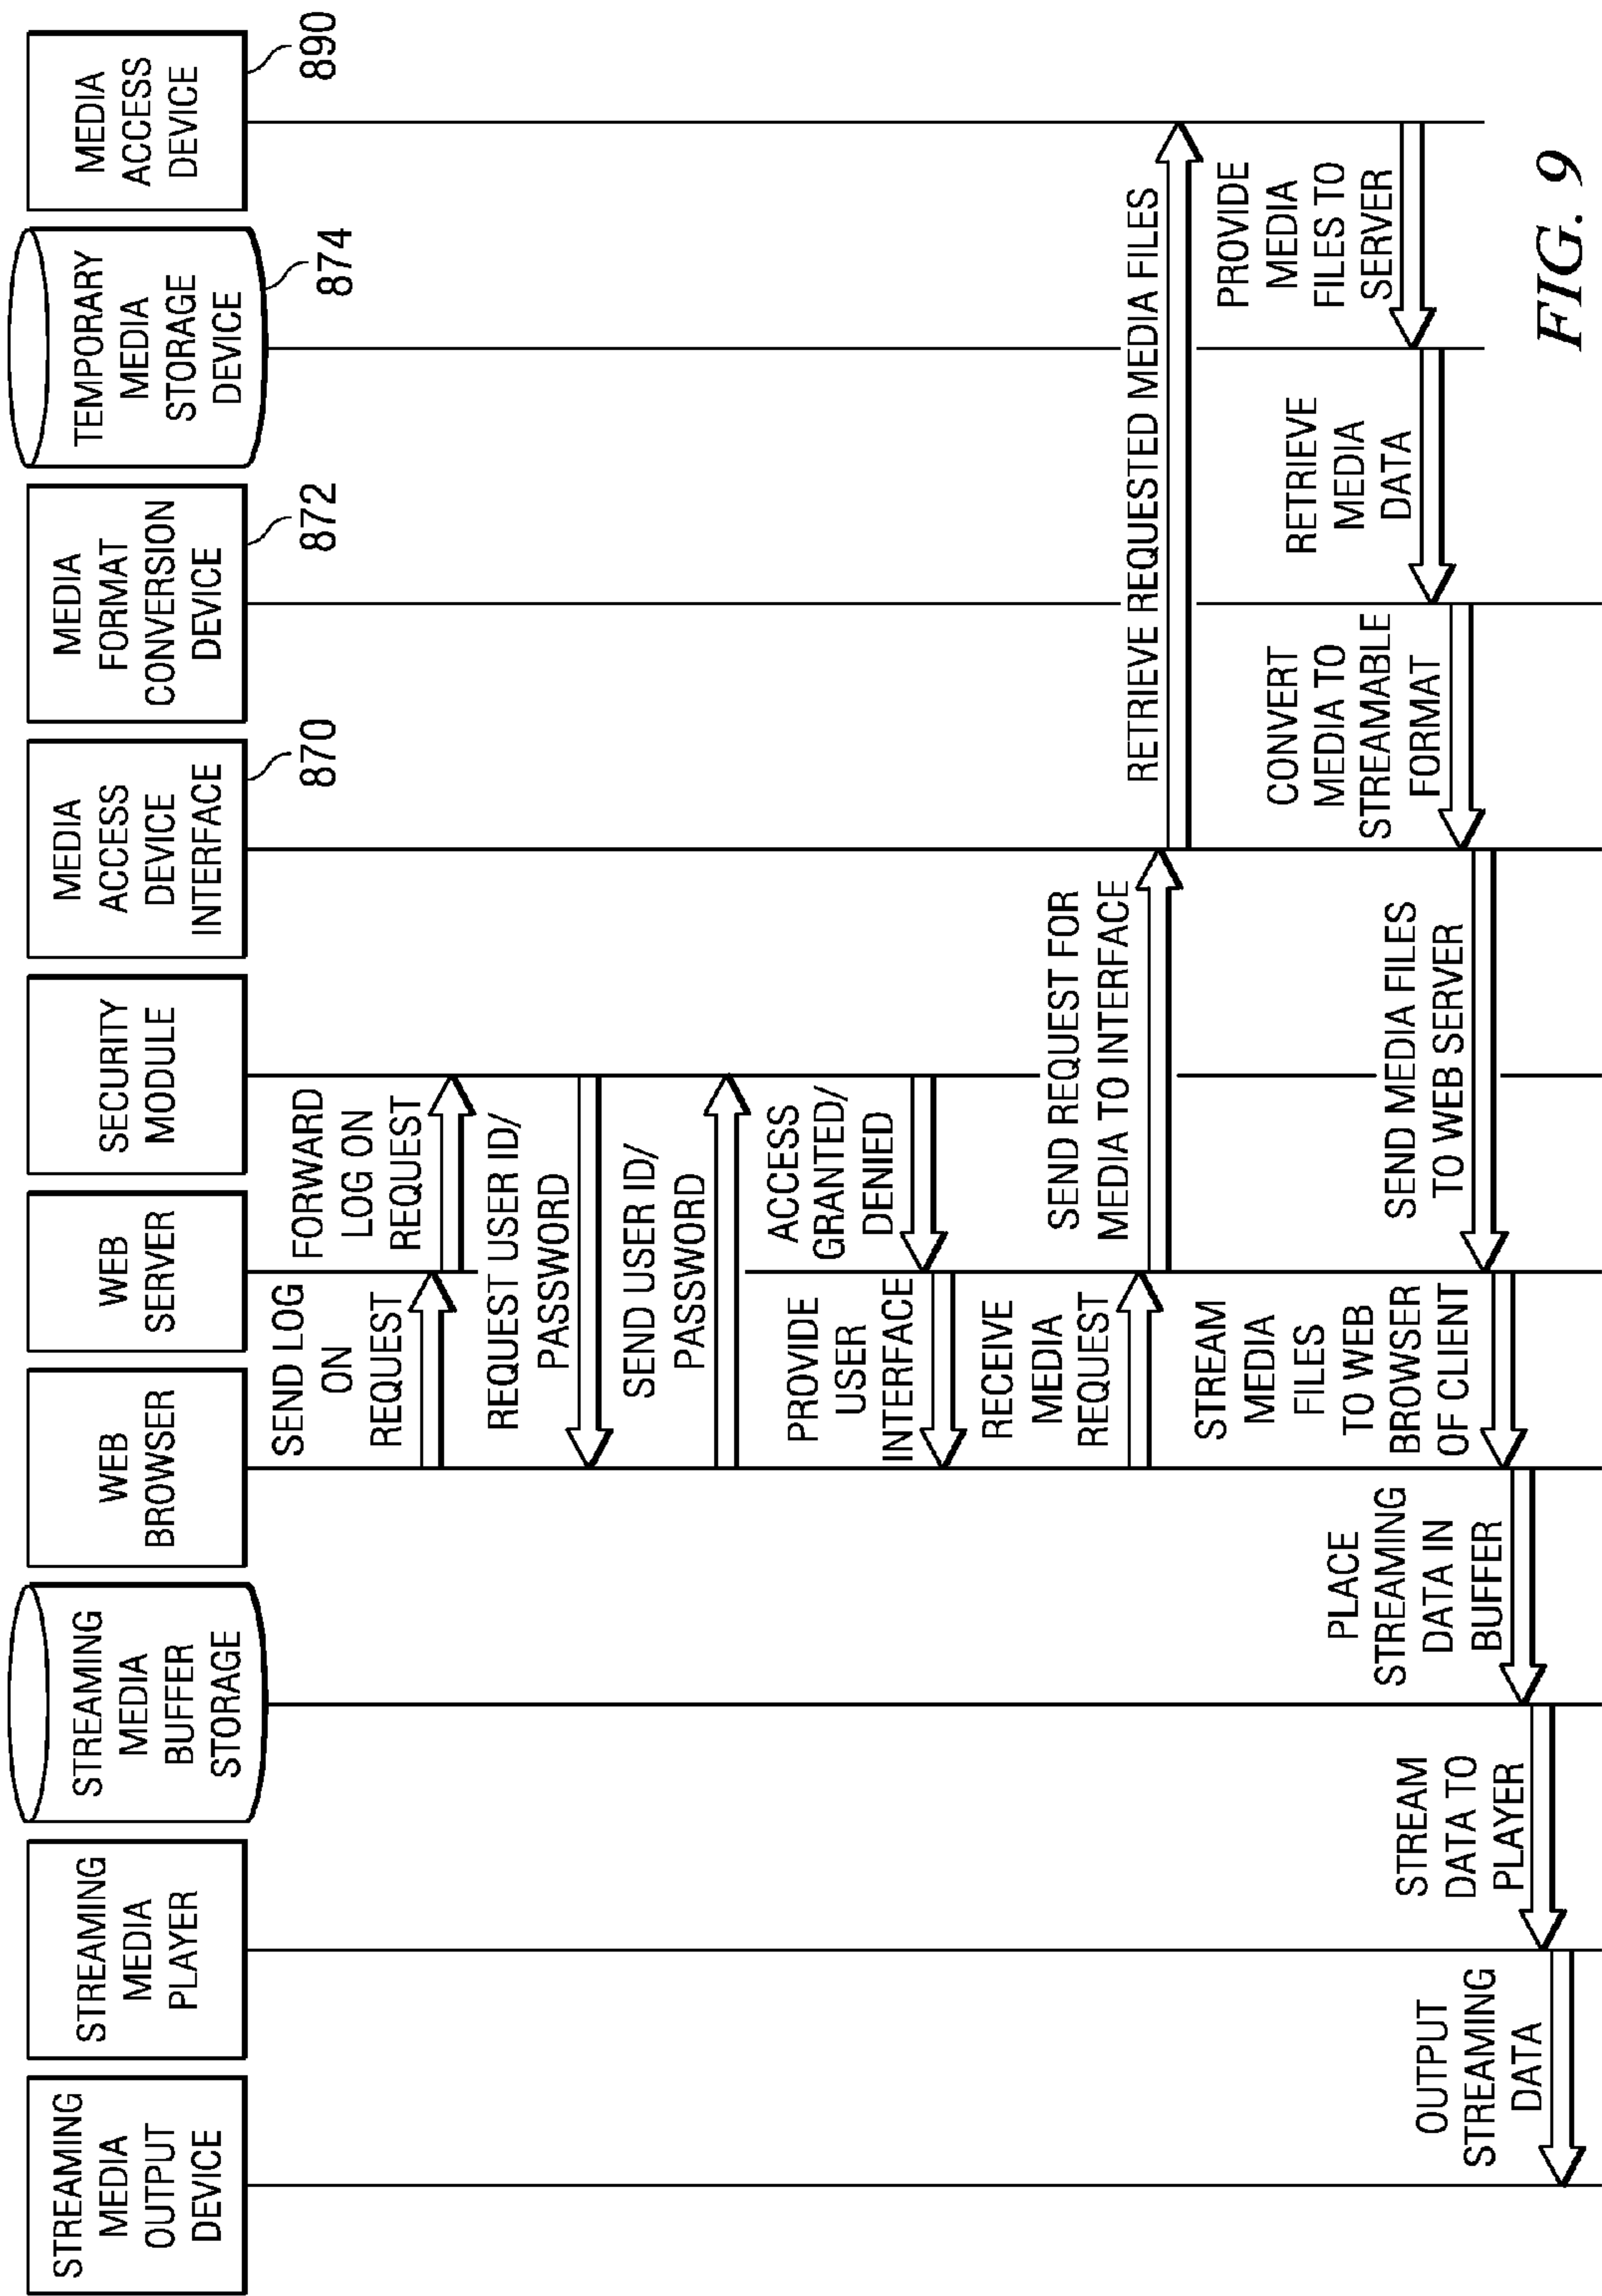 STREAMING
MEDIA
OUTPUT
DEVICE
STREAMING
MEDIA
PLAYER
STREAMING
MEDIA
BUFFER
STORAGE
WEB
BROWSER
WEB
SERVER
SECURITY
MODULE
MEDIA
ACCESS
DEVICE
INTERFACE
870
MEDIA
FORMAT
CONVERSION
DEVICE
872
TEMPORARY
MEDIA
STORAGE
DEVICE
874
MEDIA
ACCESS
DEVICE
890
SEND LOG
ON
REQUEST
FORWARD
LOG ON
REQUEST
REQUEST USER ID/
PASSWORD
SEND USER ID/
PASSWORD
ACCESS
GRANTED/
DENIED
PROVIDE
USER
INTERFACE
RECEIVE
MEDIA
REQUEST
SEND REQUEST FOR
MEDIA TO INTERFACE
RETRIEVE REQUESTED MEDIA FILES
PROVIDE
MEDIA
FILES TO
SERVER
RETRIEVE
MEDIA
DATA
CONVERT
MEDIA TO
STREAMABLE
FORMAT
SEND MEDIA FILES
TO WEB SERVER
STREAM
MEDIA
FILES
TO WEB
BROWSER
OF CLIENT
PLACE
STREAMING
DATA IN
BUFFER
STREAM
DATA TO
PLAYER
OUTPUT
STREAMING
DATA
FIG. 9